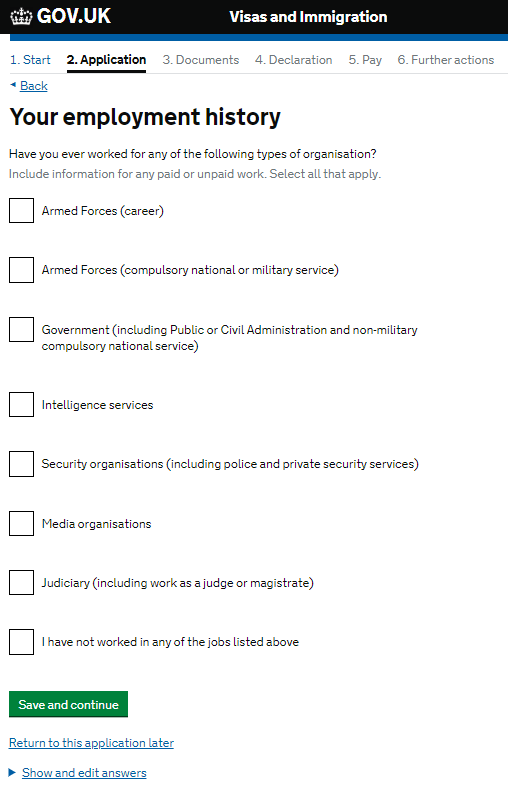 GOV.UK Visas and Immigration
1. Start 2. Application 3. Documents 4. Declaration 5. Pay 6. Further actions
Back
Your employment history
Have you ever worked for any of the following types of organisation?
Include information for any paid or unpaid work. Select all that apply.
Armed Forces (career)
Armed Forces (compulsory national or military service)
Government (including Public or Civil Administration and non-military
compulsory national service)
Intelligence services
Security organisations (including police and private security services)
Media organisations
Judiciary (including work as a judge or magistrate)
I have not worked in any of the jobs listed above
Save and continue
Return to this application later
Show and edit answers